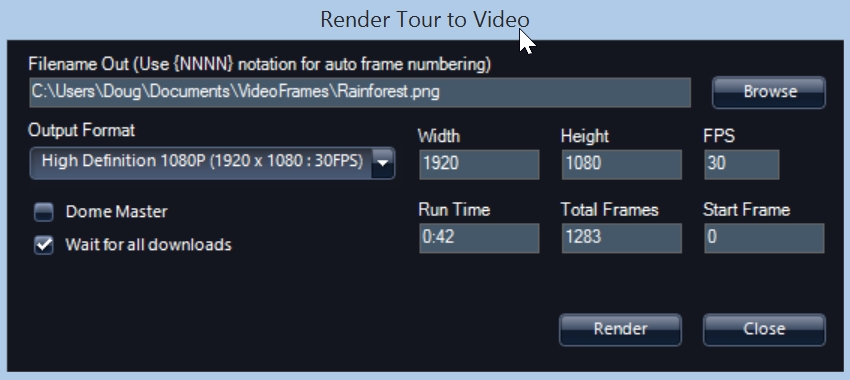 Render Tour to Video
Filename Out (Use {NNNN} notation for auto frame numbering)
C:\Users\Doug\Documents\VideoFrames\Rainforest.png
Browse
Output Format
Width
Height
FPS
High Definition 1080P (1920 x 1080 : 30FPS)
1920
1080
30
Dome Master
Run Time
Total Frames
Start Frame
Wait for all downloads
0:42
1283
0
Render
Close